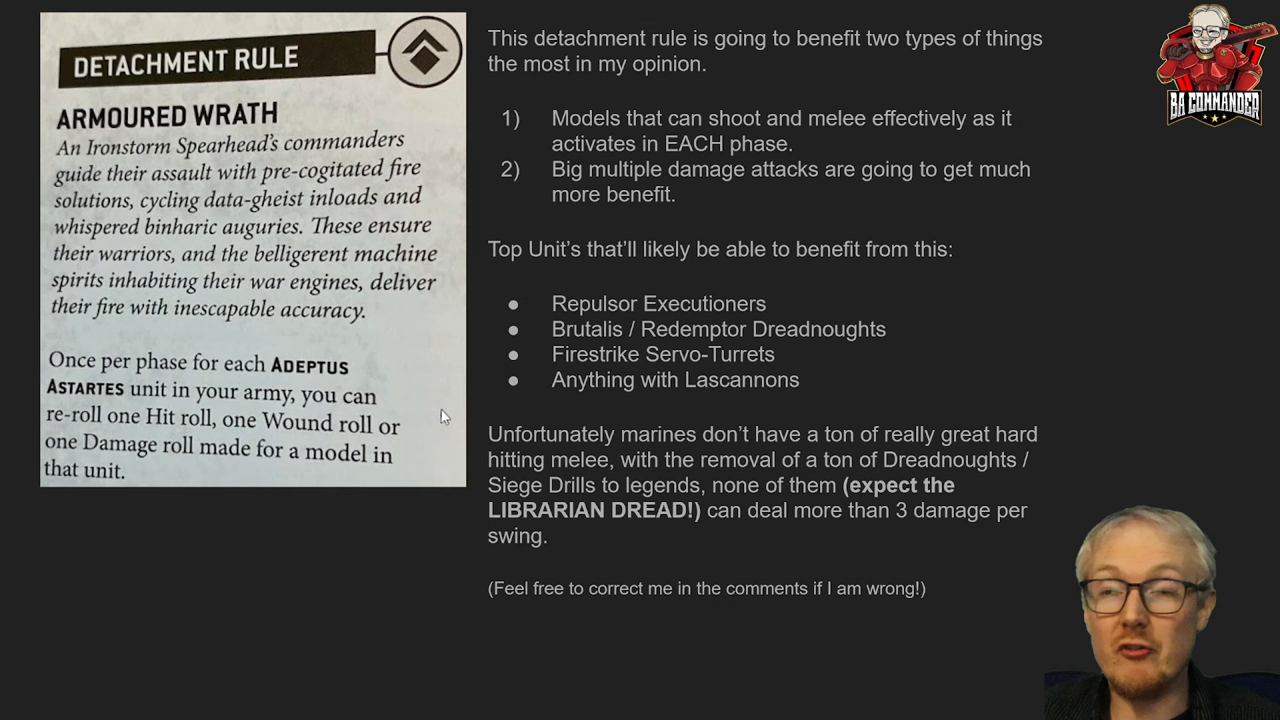 DETACHMENT RULE
ARMOURED WRATH
An Ironstorm Spearhead's commanders
guide their assault with pre-cogitated fire
solutions, cycling data-gheist inloads and
whispered binharic auguries. These ensure
their warriors, and the belligerent machine
spirits inhabiting their war engines, deliver
their fire with inescapable accuracy.
Once per phase for each ADEPTUS
ASTARTES unit in your army, you can
re-roll one Hit roll, one Wound roll or
one Damage roll made for a model in
that unit.
This detachment rule is going to benefit two types of things
the most in my opinion.
1) Models that can shoot and melee effectively as it
activates in EACH phase.
2) Big multiple damage attacks are going to get much
more benefit.
Top Unit's that'll likely be able to benefit from this:
● Repulsor Executioners
● Brutalis / Redemptor Dreadnoughts
● Firestrike Servo-Turrets
● Anything with Lascannons
Unfortunately marines don't have a ton of really great hard
hitting melee, with the removal of a ton of Dreadnoughts /
Siege Drills to legends, none of them (expect the
LIBRARIAN DREAD!) can deal more than 3 damage per
swing.
(Feel free to correct me in the comments if I am wrong!)
BA COMMANDER